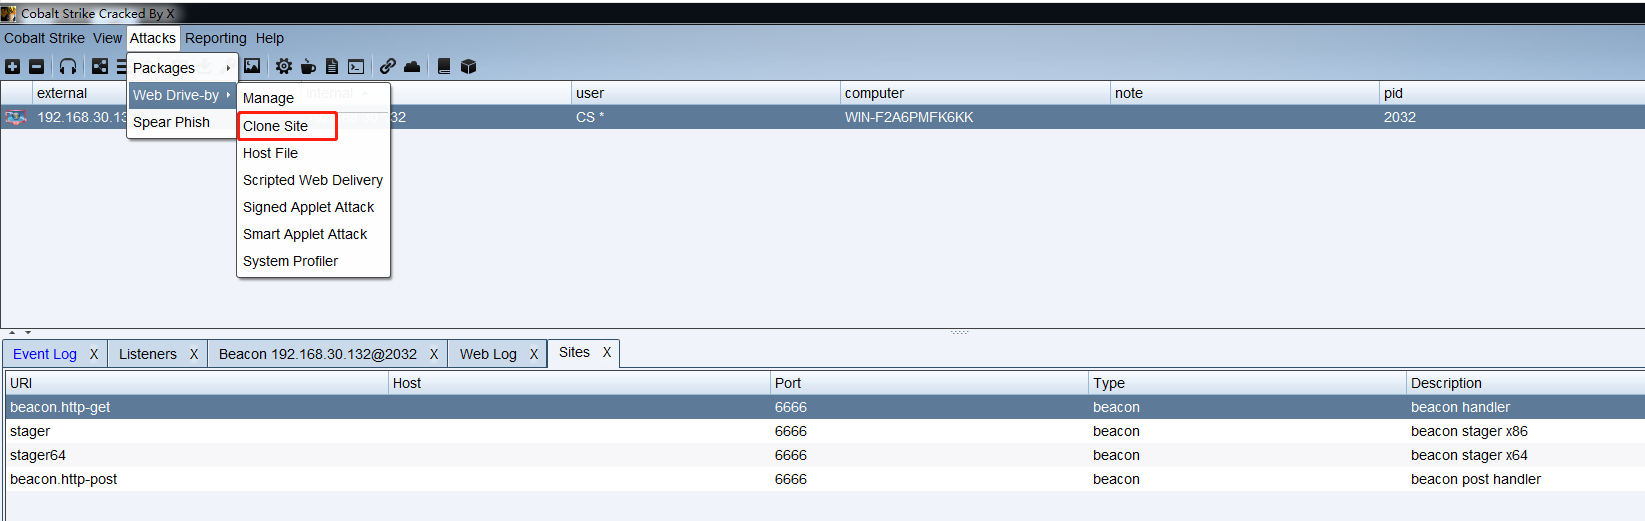 Cobalt Strike Cracked By X
Cobalt Strike View Attacks Reporting Help
Packages
Web Drive-by
Spear Phish
Manage
Clone Site
Host File
Scripted Web Delivery
Signed Applet Attack
Smart Applet Attack
System Profiler
external user computer note pid
192.168.30.13 32 CS * WIN-F2A6PMFK6KK 2032
Event Log X Listeners X Beacon 192.168.30.132@2032 X Web Log X Sites X
URI Host Port Type Description
beacon.http-get 6666 beacon beacon handler
stager 6666 beacon beacon stager x86
stager64 6666 beacon beacon stager x64
beacon.http-post 6666 beacon beacon post handler